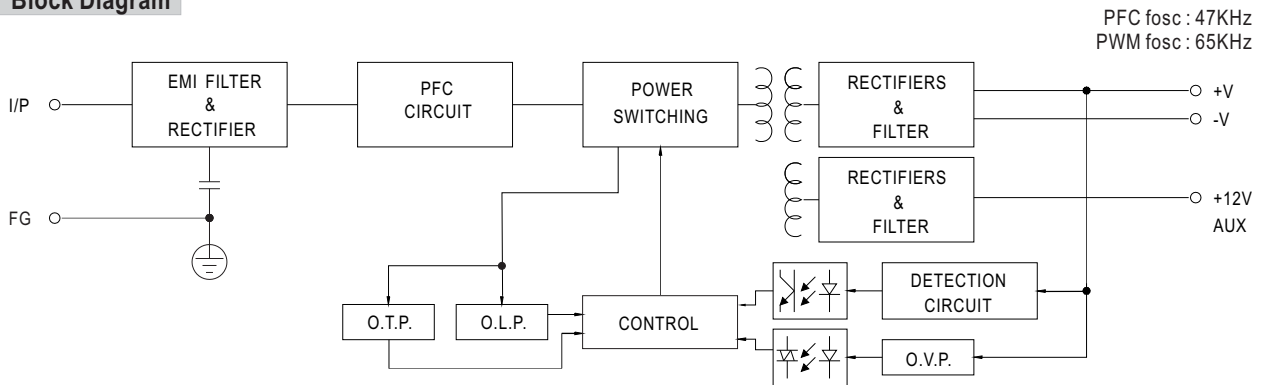 Block Diagram
PFC fosc : 47KHz
PWM fosc : 65KHz
I/P
EMI FILTER
&
RECTIFIER
PFC
CIRCUIT
POWER
SWITCHING
RECTIFIERS
&
FILTER
+V
-V
RECTIFIERS
&
FILTER
+12V
AUX
FG
O.T.P.
O.L.P.
CONTROL
DETECTION
CIRCUIT
O.V.P.